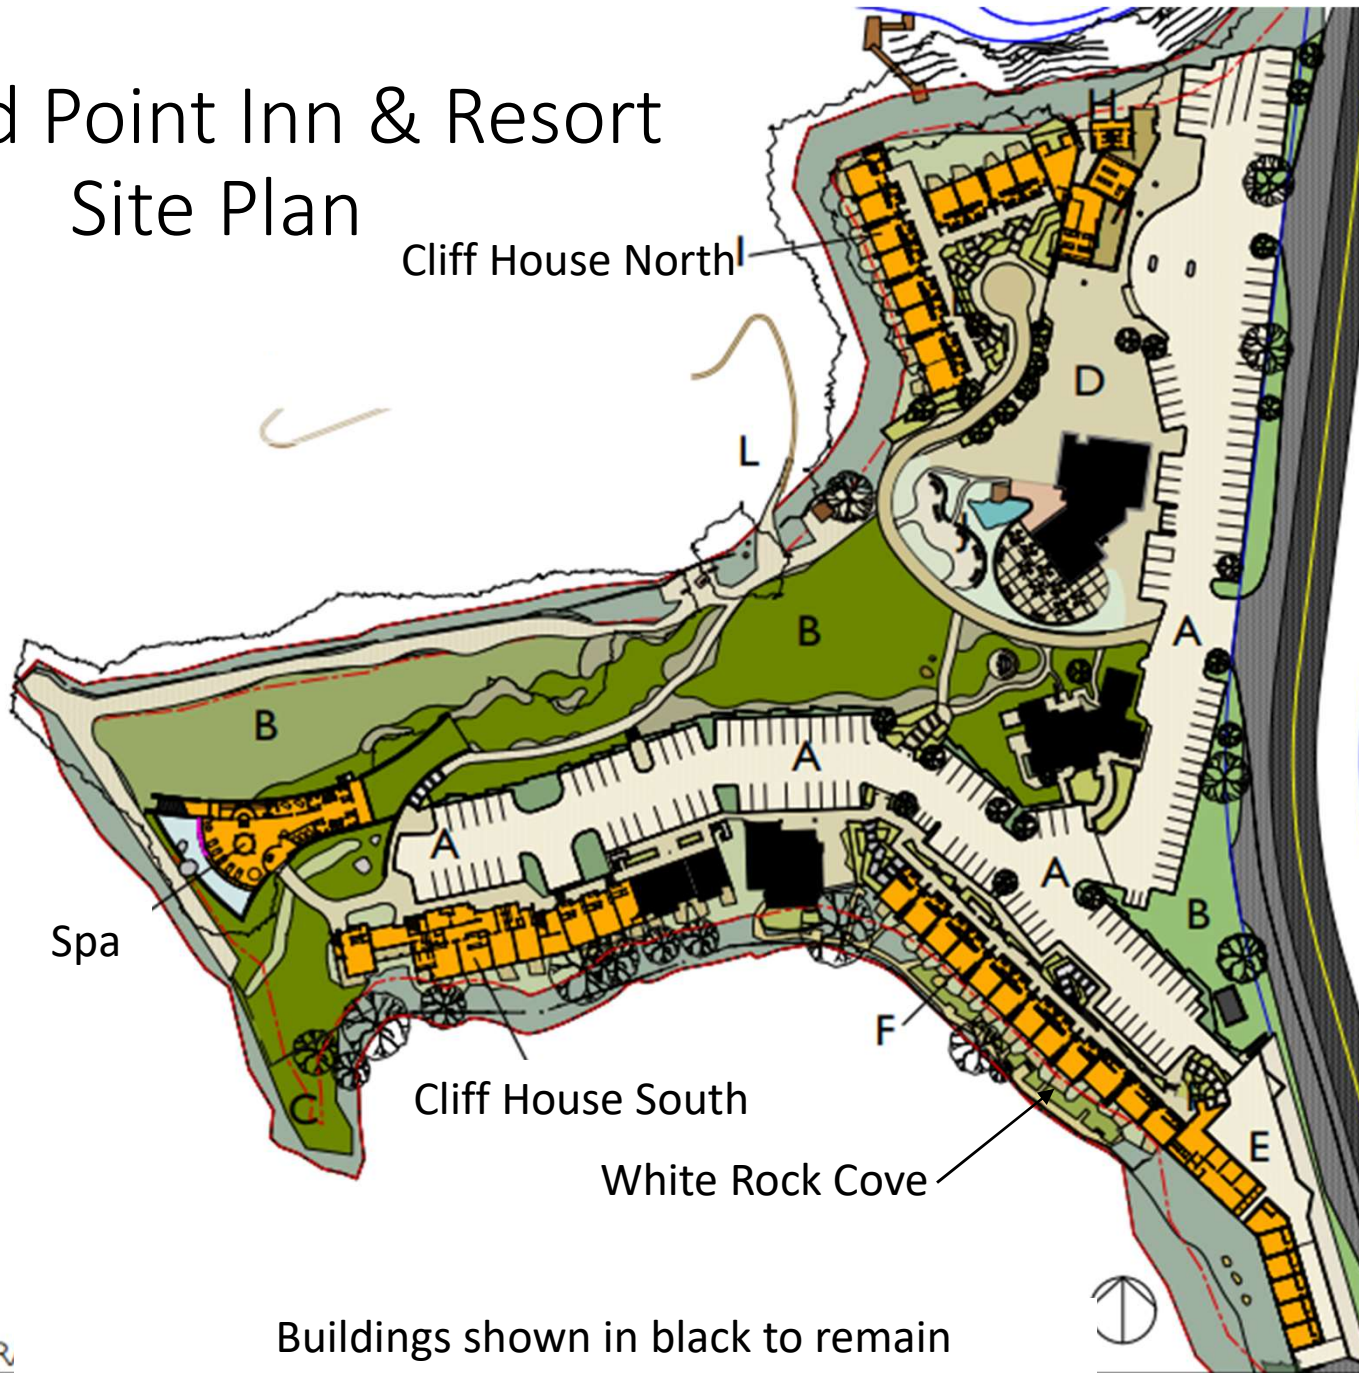 d Point Inn & Resort
Site Plan
H
Cliff House North
I
D
L
J
B
A
B
A
A
A
B
Spa
F
Cliff House South
C
E
White Rock Cove
Buildings shown in black to remain
R